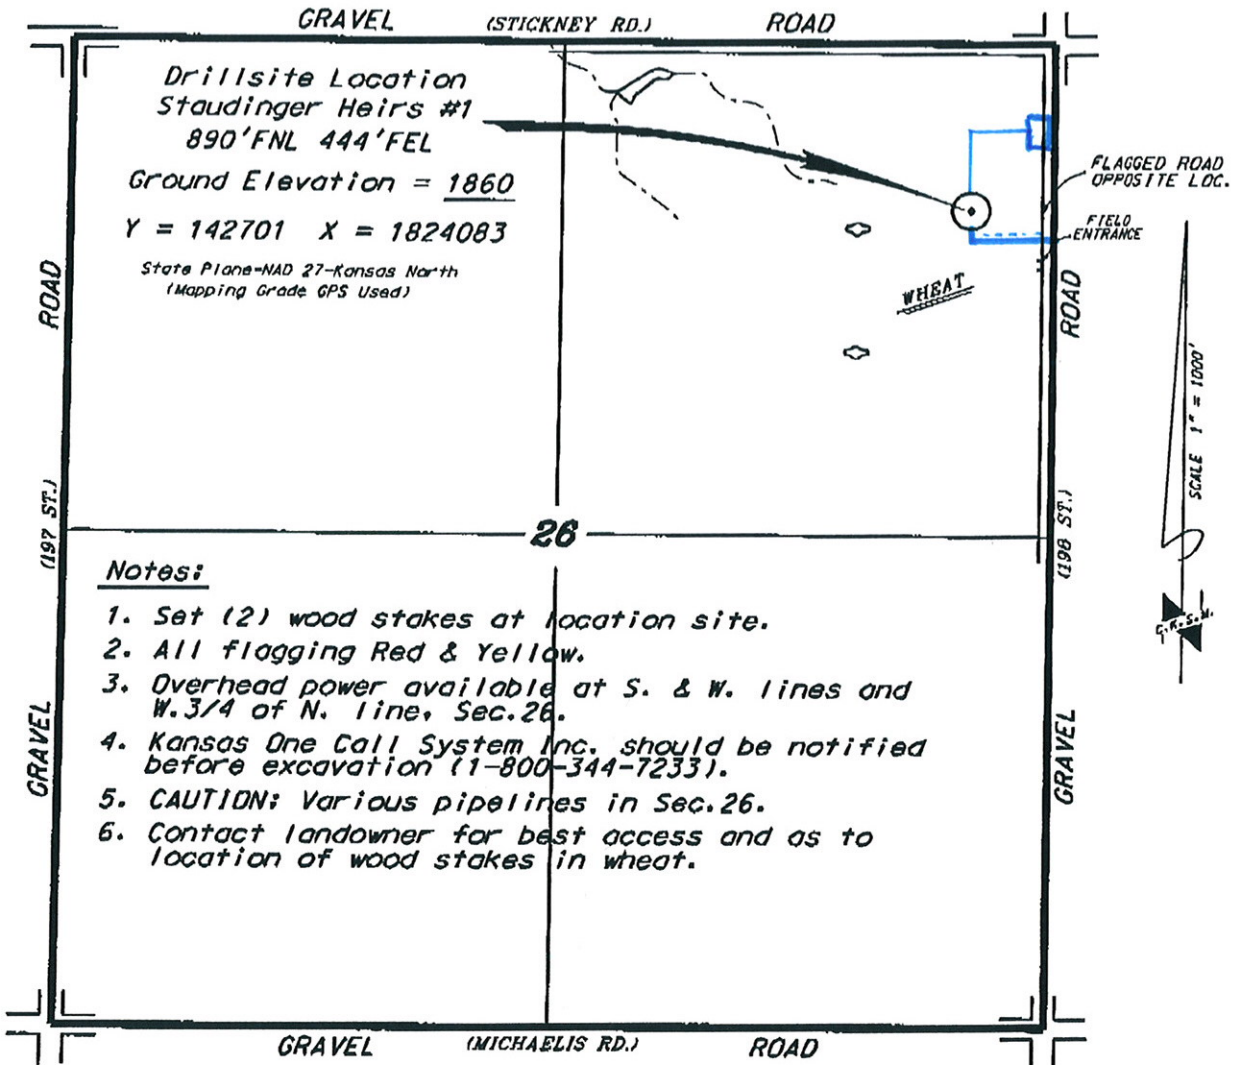 GRAVEL (STICKNEY RD.) ROAD
Drillsite Location
Staudinger Heirs #1
890'FNL 444'FEL
Ground Elevation = 1860
Y = 142701 X = 1824083
State Plane-NAD 27-Kansas North
(Mapping Grade GPS Used)
FLAGGED ROAD
OPPOSITE LOC.
FIELD
ENTRANCE
WHEAT
ROAD
(197 ST.)
GRAVEL
ROAD
(198 ST.)
GRAVEL
SCALE 1" = 1000'
C.K.S.M.
26
Notes:
1. Set (2) wood stakes at location site.
2. All flagging Red & Yellow.
3. Overhead power available at S. & W. lines and
W.3/4 of N. line, Sec.26.
4. Kansas One Call System Inc. should be notified
before excavation (1-800-344-7233).
5. CAUTION: Various pipelines in Sec.26.
6. Contact landowner for best access and as to
location of wood stakes in wheat.
GRAVEL (MICHAELIS RD.) ROAD